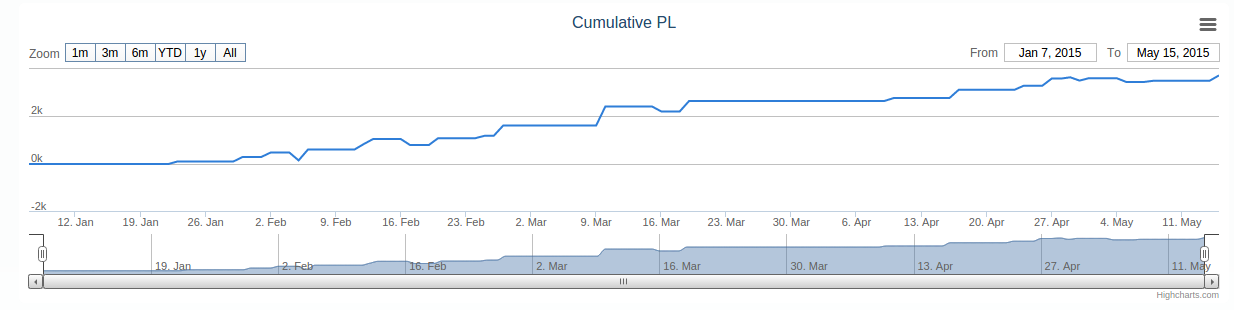 Cumulative PL
Zoom 1m 3m 6m YTD 1y All From Jan 7, 2015 To May 15, 2015
2k
0k
-2k
12. Jan 19. Jan 26. Jan 2. Feb 9. Feb 16. Feb 23. Feb 2. Mar 9. Mar 16. Mar 23. Mar 30. Mar 6. Apr 13. Apr 20. Apr 27. Apr 4. May 11. May
19. Jan 2. Feb 16. Feb 2. Mar 16. Mar 30. Mar 13. Apr 27. Apr 11. May
Highcharts.com